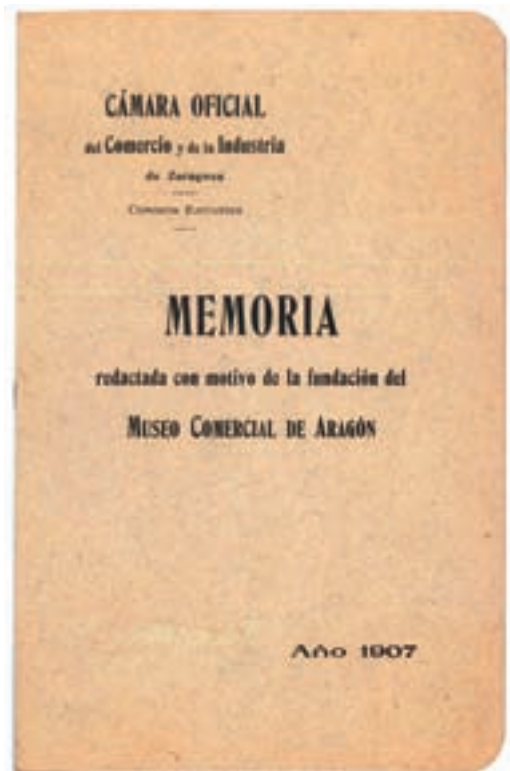 CÁMARA OFICIAL
del Comercio y de la Industria
de Zaragoza
MEMORIA
redactada con motivo de la fundación del
MUSEO COMERCIAL DE ARAGÓN
Año 1907